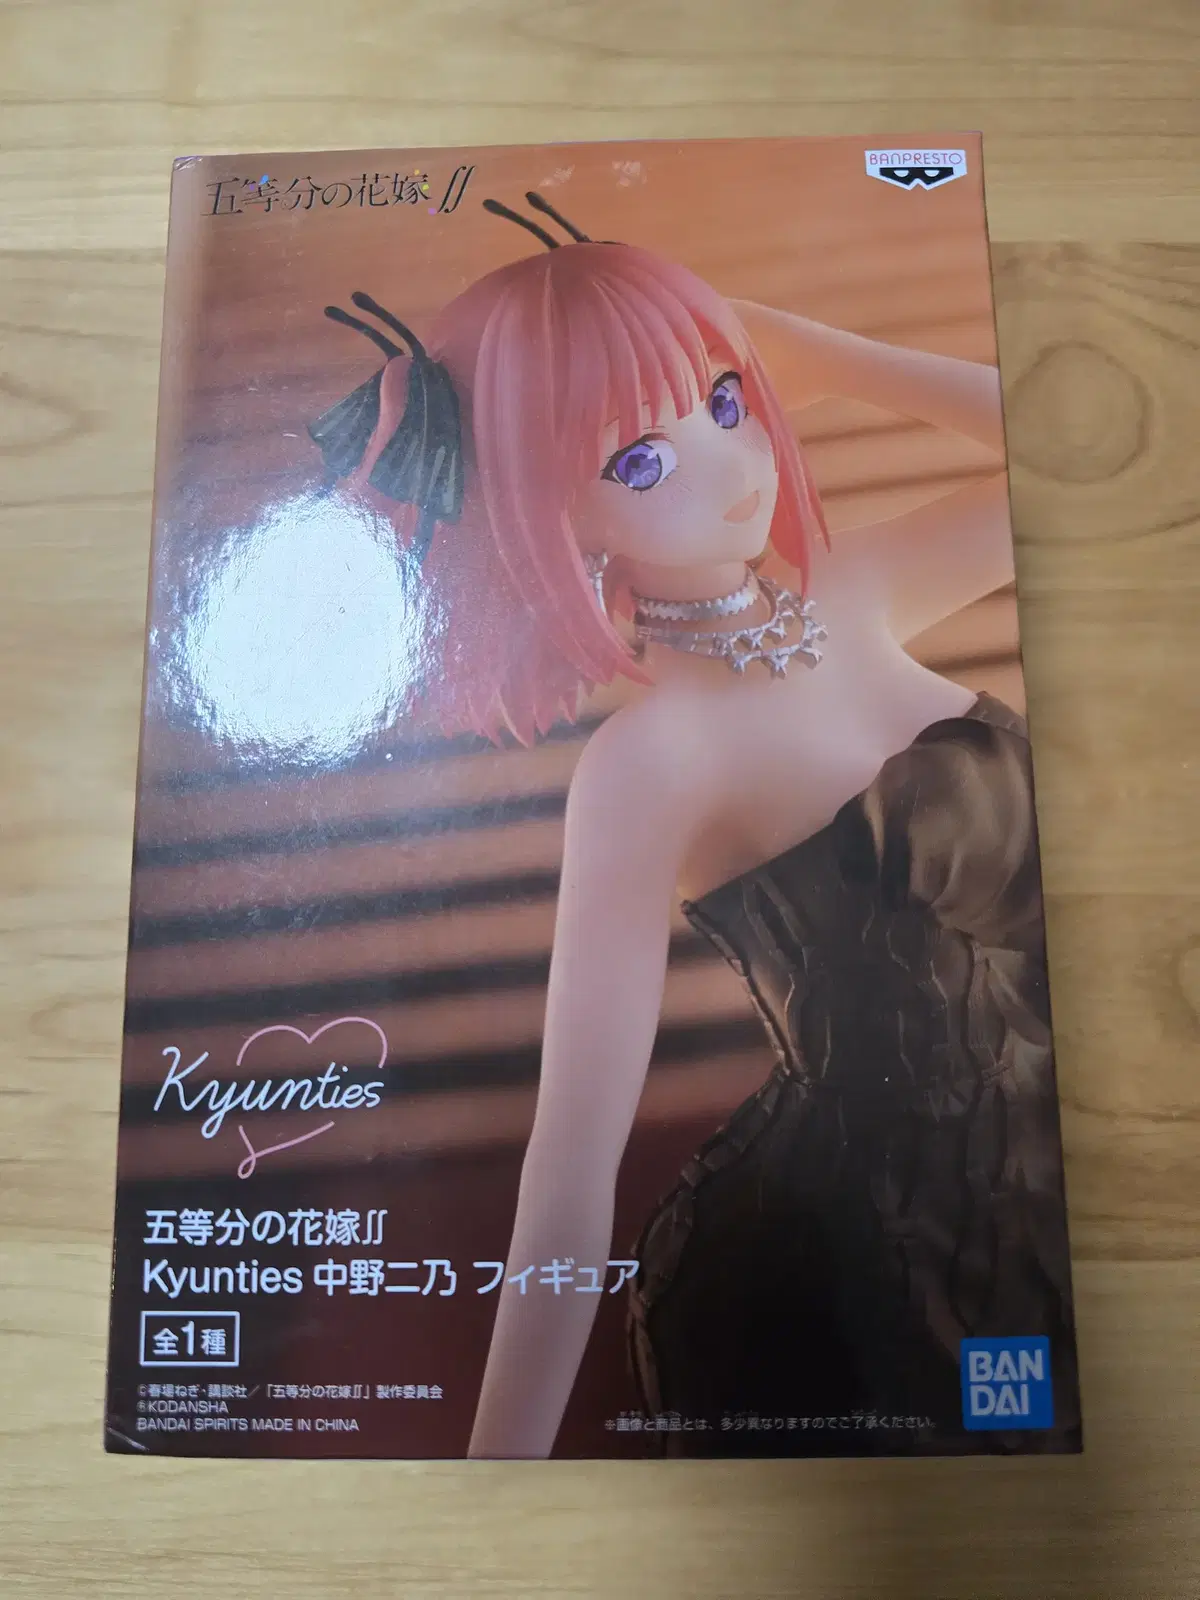 五等分の花嫁∬
BANPRESTO
Kyunties
五等分の花嫁∬
Kyunties 中野二乃 フィギュア
全1種
©春場ねぎ・講談社／「五等分の花嫁∬」製作委員会
®KODANSHA
BANDAI SPIRITS MADE IN CHINA
※画像と商品とは、多少異なりますのでご了承ください。
BAN
DAI